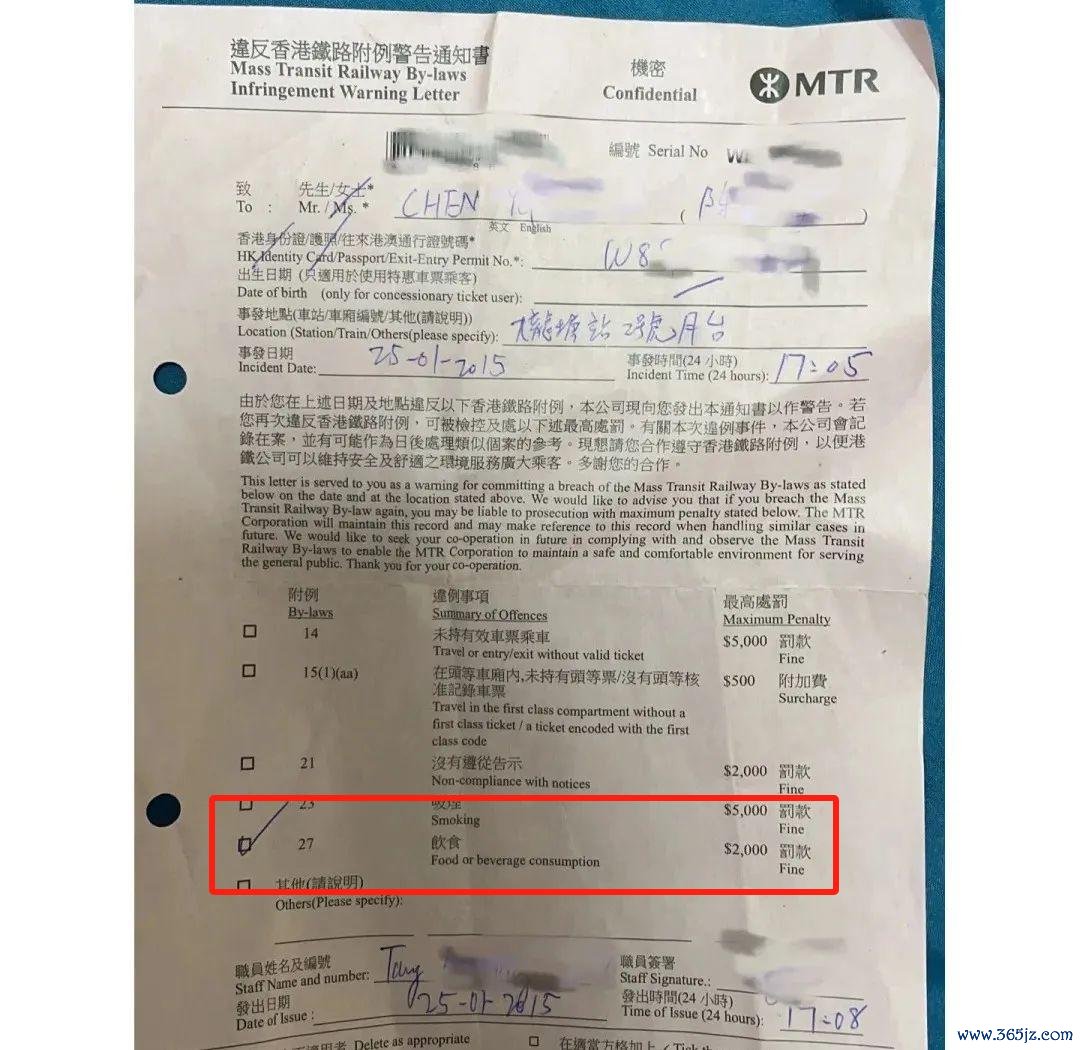 違反香港鐵路附例警告通知書
Mass Transit Railway By-laws
Infringement Warning Letter
機密
Confidential
MTR
編號 Serial No
致 先生/女士*
To : Mr. / Ms. *
CHEN
(陳 )
英文 English
香港身份證/護照/往來港澳通行證號碼*
HK Identity Card/Passport/Exit-Entry Permit No.*:
W8
出生日期 (只適用於使用特惠車票乘客)
Date of birth (only for concessionary ticket user):
事發地點(車站/車廂編號/其他(請說明))
Location (Station/Train/Others(please specify):
塘站 2號月台
事發日期
Incident Date:
25-01-2015
事發時間(24 小時)
Incident Time (24 hours):
17:05
由於您在上述日期及地點違反以下香港鐵路附例，本公司現向您發出本通知書以作警告。若
您再次違反香港鐵路附例，可被檢控及處以下述最高處罰。有關本次違例事件，本公司會記
錄在案，並有可能作為日後處理類似個案的參考。現懇請您合作遵守香港鐵路附例，以便港
鐵公司可以維持安全及舒適之環境服務廣大乘客。多謝您的合作。
This letter is served to you as a warning for committing a breach of the Mass Transit Railway By-laws as stated
below on the date and at the location stated above. We would like to advise you that if you breach the Mass
Transit Railway By-law again, you may be liable to prosecution with maximum penalty stated below. The MTR
Corporation will maintain this record and may make reference to this record when handling similar cases in
future. We would like to seek your co-operation in future in complying with and observe the Mass Transit
Railway By-laws to enable the MTR Corporation to maintain a safe and comfortable environment for serving
the general public. Thank you for your co-operation.
附例 違例事項 最高處罰
By-laws Summary of Offences Maximum Penalty
14 未持有效車票乘車 $5,000 罰款
Travel or entry/exit without valid ticket Fine
15(1)(aa) 在頭等車廂內,未持有頭等票/沒有頭等核 $500 附加費
准記錄車票 Surcharge
Travel in the first class compartment without a
first class ticket / a ticket encoded with the first
class code
21 沒有遵從告示 $2,000 罰款
Non-compliance with notices Fine
23 吸煙 $5,000 罰款
Smoking Fine
27 飲食 $2,000 罰款
Food or beverage consumption Fine
其他(請說明)
Others(Please specify):
職員姓名及編號
Staff Name and number:
Tang
職員簽署
Staff Signature.:
發出日期
Date of Issue :
25-01-2015
發出時間(24 小時)
Time of Issue (24 hours):
17:08
Delete as appropriate
在適當方格加上 ✓ Tick th
www.365jz.com